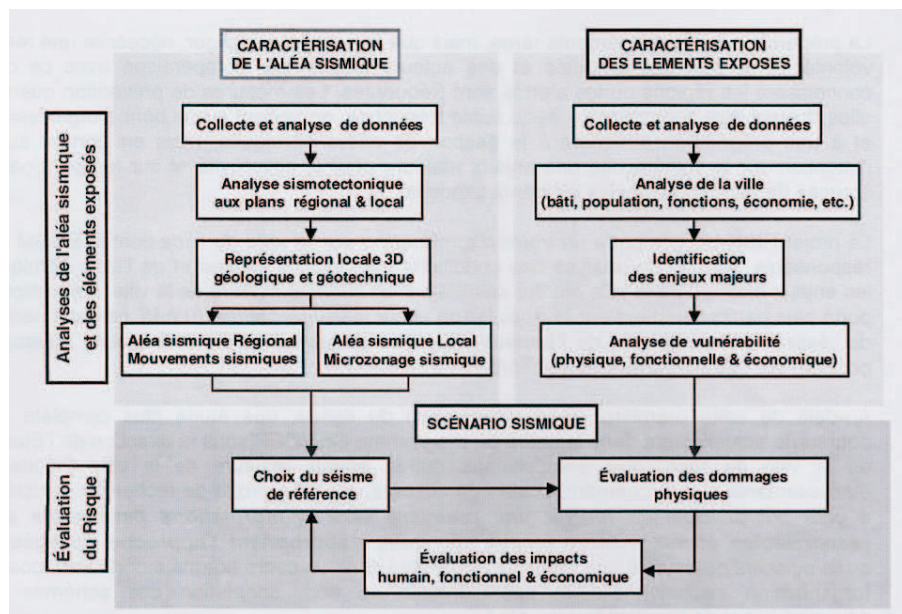 CARACTÉRISATION
DE L'ALÉA SISMIQUE
CARACTÉRISATION
DES ELEMENTS EXPOSES
Analyses de l'aléa sismique
et des éléments exposés
Collecte et analyse de données
Analyse sismotectonique
aux plans régional & local
Représentation locale 3D
géologique et géotechnique
Aléa sismique Régional
Mouvements sismiques
Aléa sismique Local
Microzonage sismique
Collecte et analyse de données
Analyse de la ville
(bâti, population, fonctions, économie, etc.)
Identification
des enjeux
Analyse de vulnérabilité
(physique, fonctionnelle & économique)
SCÉNARIO SISMIQUE
Évaluation
du Risque
Choix du séisme
de référence
Évaluation des dommages
physiques
Évaluation des impacts
humain, fonctionnel & économique